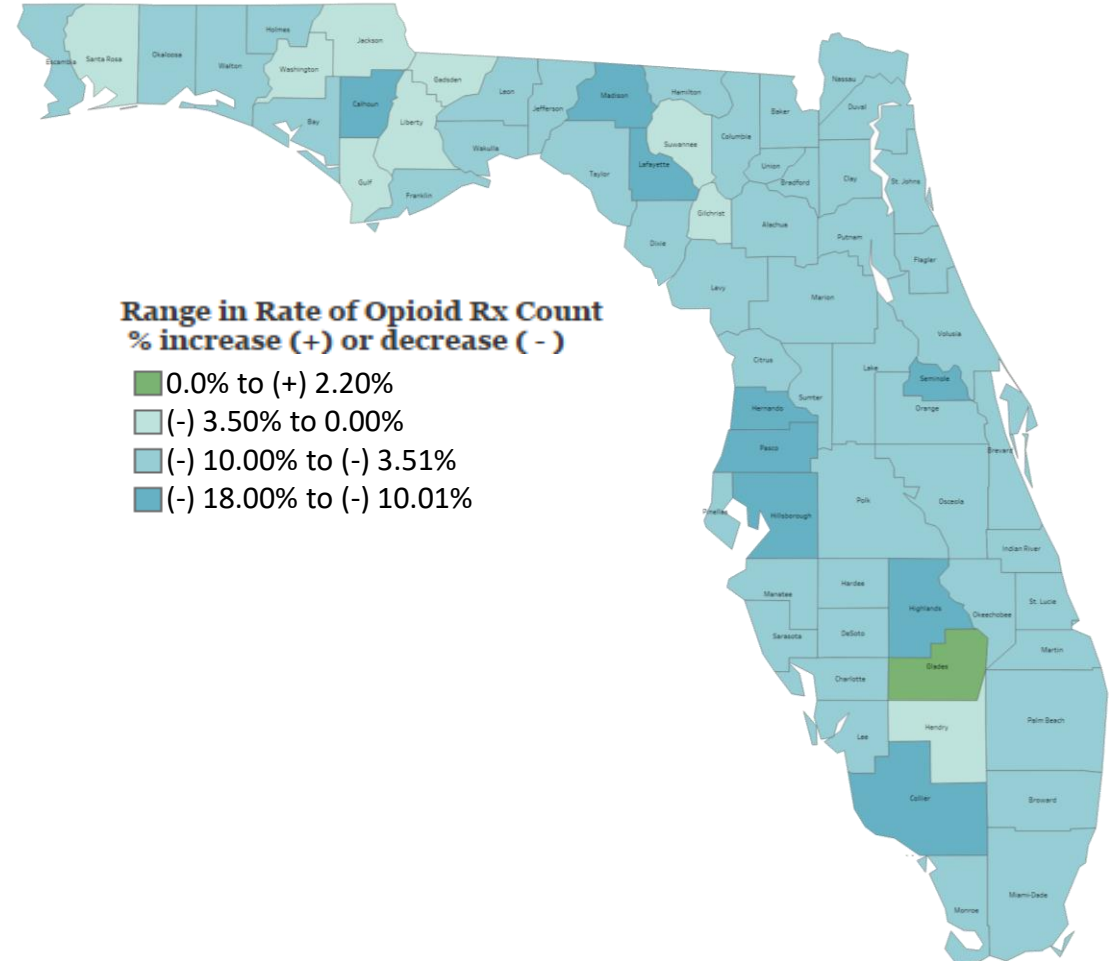 Holmes
Jackson
Escambia
Santa Rosa
Okaloosa
Walton
Washington
Gadsden
Leon
Madison
Hamilton
Nassau
Calhoun
Jefferson
Duval
Baker
Bay
Liberty
Columbia
Suwannee
Wakulla
Lafayette
Union
Taylor
Bradford
Clay
St. Johns
Gulf
Franklin
Gilchrist
Alachua
Putnam
Dixie
Flagler
Levy
Marion
Range in Rate of Opioid Rx Count
% increase (+) or decrease ( - )
0.0% to (+) 2.20%
(-) 3.50% to 0.00%
(-) 10.00% to (-) 3.51%
(-) 18.00% to (-) 10.01%
Volusia
Citrus
Lake
Seminole
Sumter
Hernando
Orange
Pasco
Brevard
Polk
Osceola
Pinellas
Hillsborough
Indian River
Hardee
Manatee
Highlands
St. Lucie
Okeechobee
Sarasota
DeSoto
Martin
Glades
Charlotte
Palm Beach
Hendry
Lee
Collier
Broward
Miami-Dade
Monroe